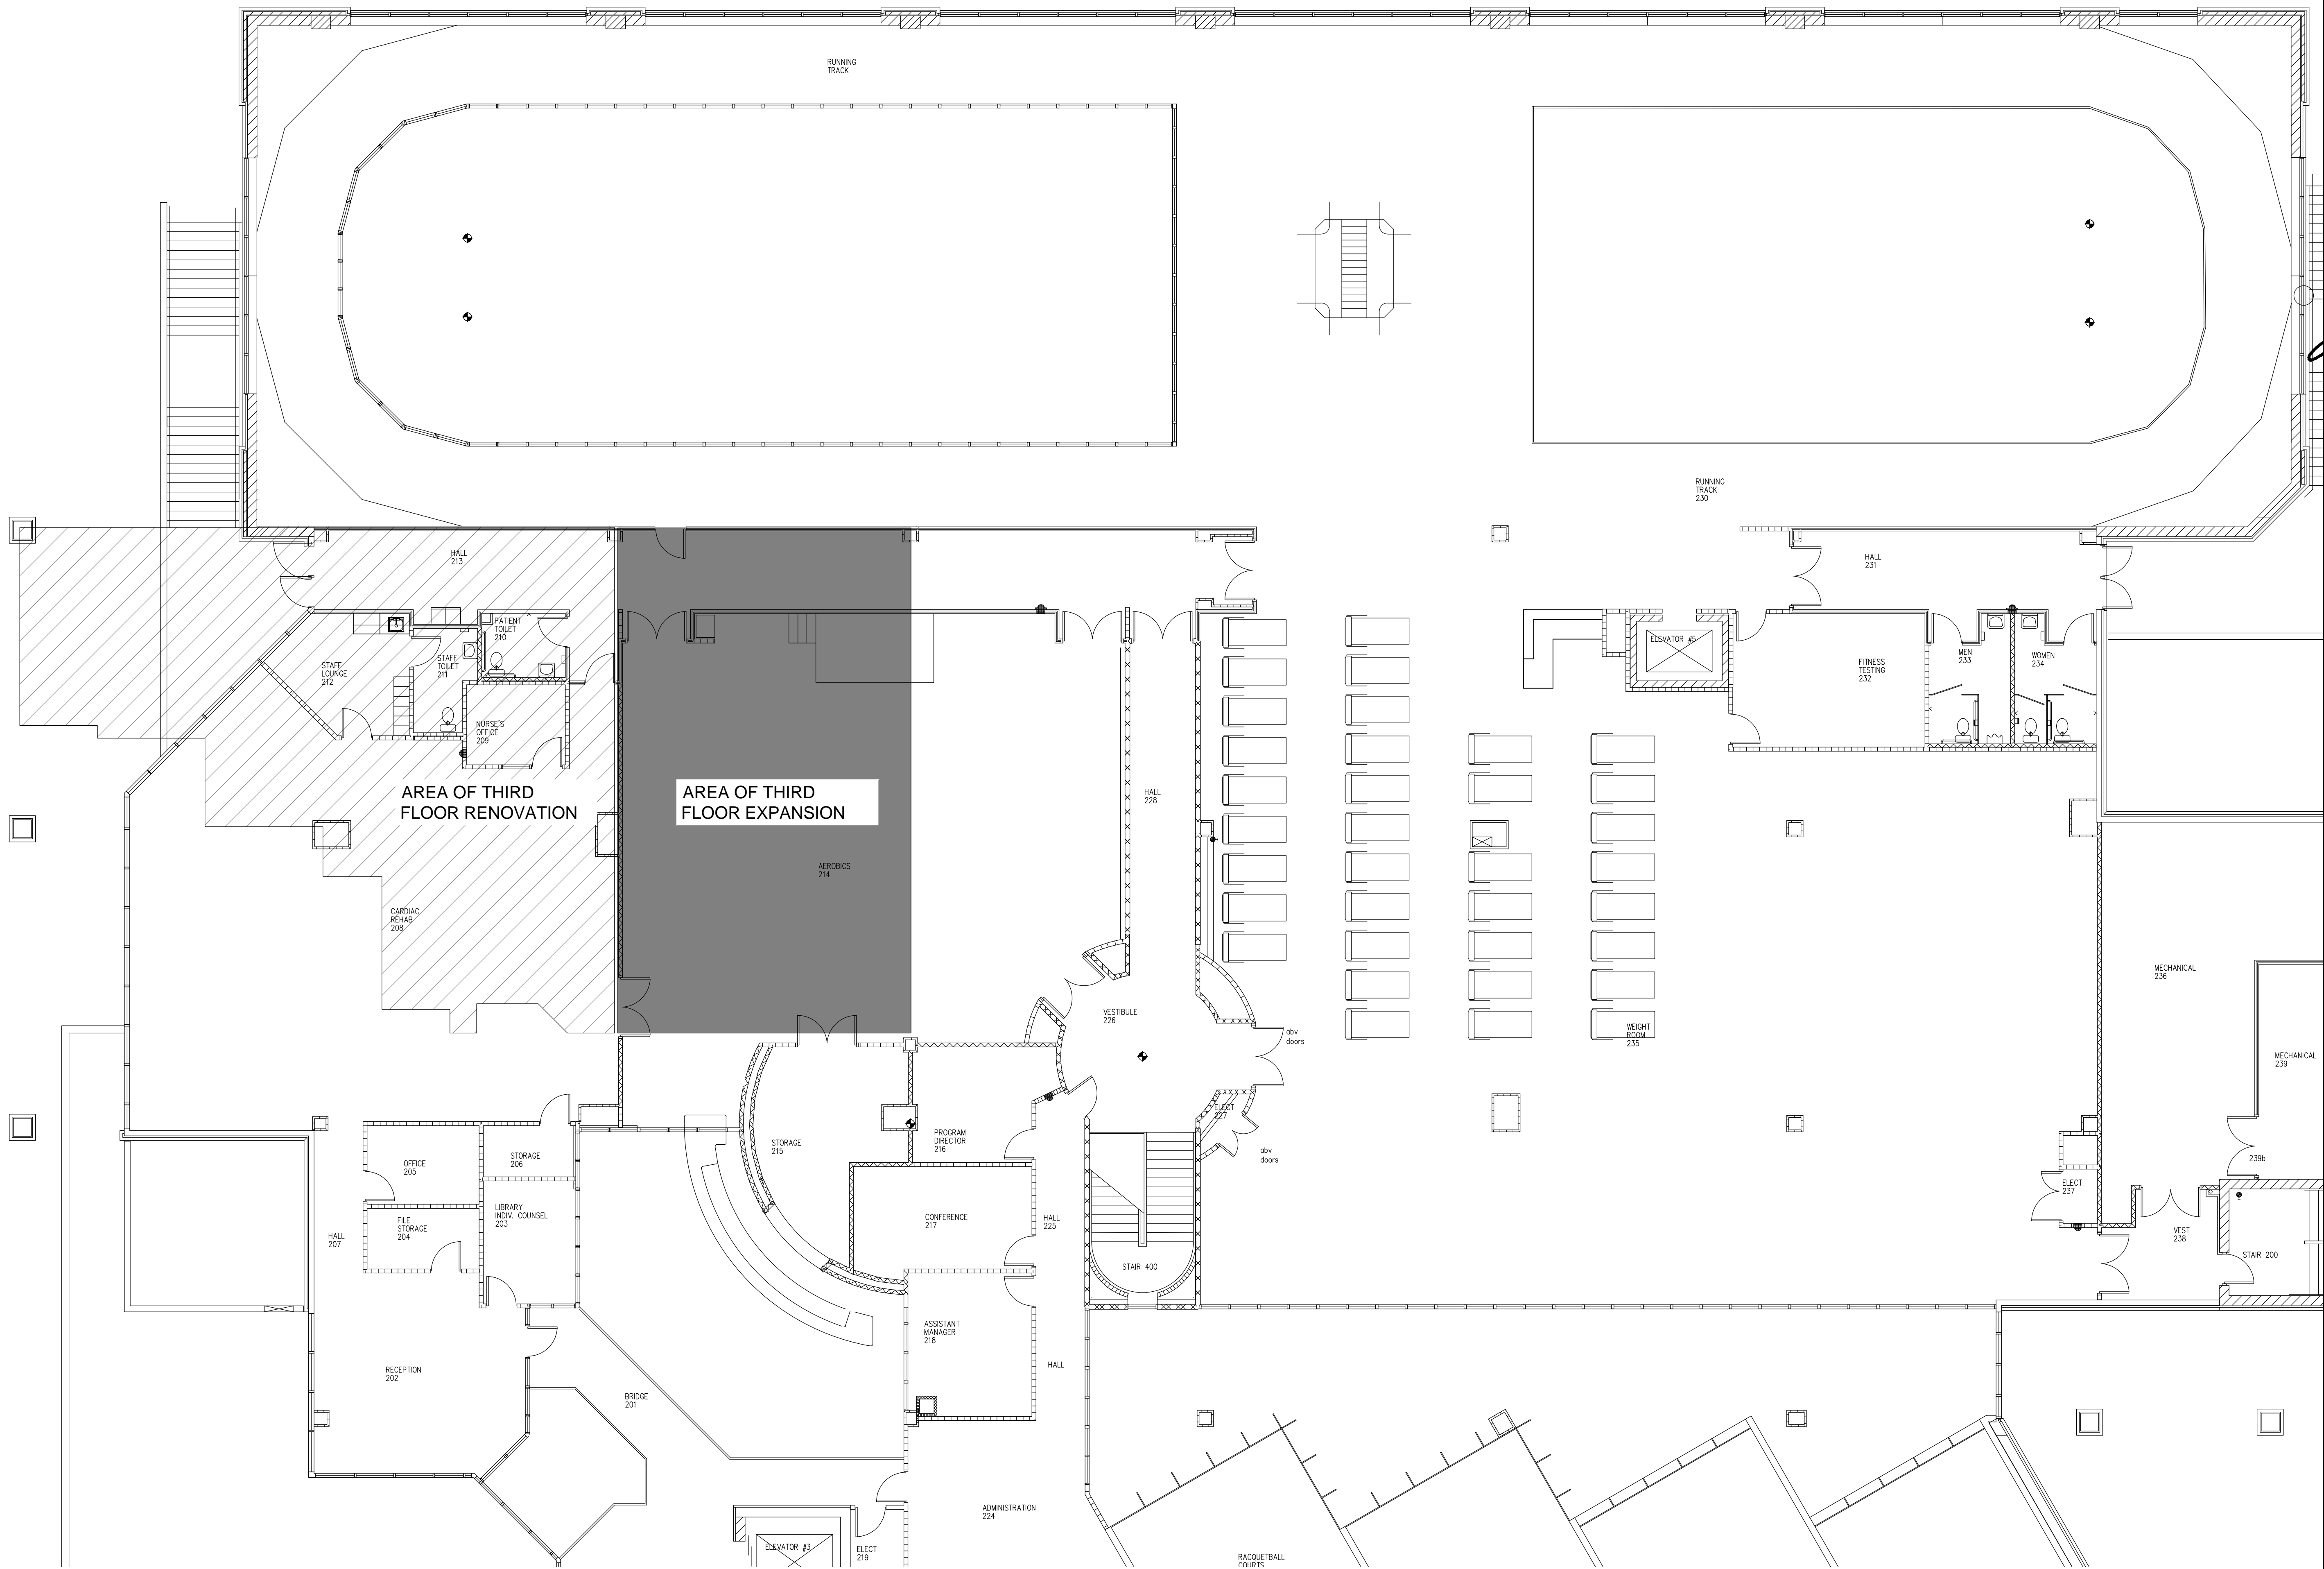 RUNNING
TRACK
RUNNING
TRACK
230
HALL
213
HALL
231
PATIENT
TOILET
210
STAFF
LOUNGE
212
STAFF
TOILET
211
NURSE'S
OFFICE
209
ELEVATOR #5
FITNESS
TESTING
232
MEN
233
WOMEN
234
AREA OF THIRD
FLOOR RENOVATION
AREA OF THIRD
FLOOR EXPANSION
HALL
228
AEROBICS
214
CARDIAC
REHAB
208
MECHANICAL
236
VESTIBULE
226
abv
doors
WEIGHT
ROOM
235
MECHANICAL
239
ELECT
227
abv
doors
STORAGE
215
PROGRAM
DIRECTOR
216
OFFICE
205
STORAGE
206
239b
ELECT
237
LIBRARY
INDIV. COUNSEL
203
FILE
STORAGE
204
CONFERENCE
217
HALL
225
HALL
207
VEST
238
STAIR 200
STAIR 400
ASSISTANT
MANAGER
218
HALL
RECEPTION
202
BRIDGE
201
ADMINISTRATION
224
ELEVATOR #3
ELECT
219
RACQUETBALL
COURTS